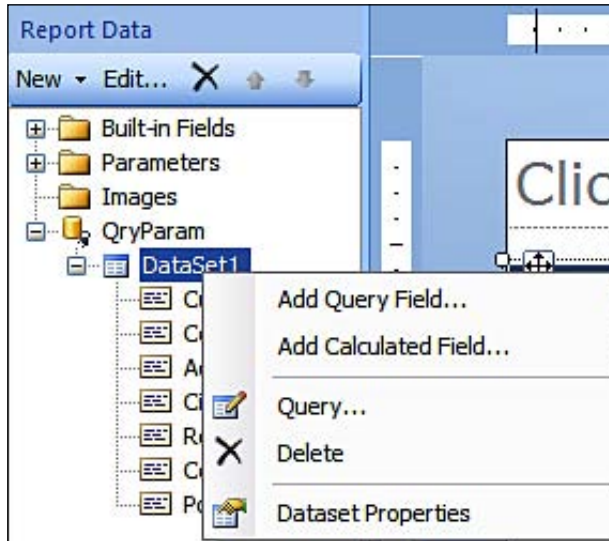 Report Data
New Edit...
Built-in Fields
Parameters
Images
QryParam
DataSet1
Add Query Field...
Add Calculated Field...
Query...
Delete
Dataset Properties